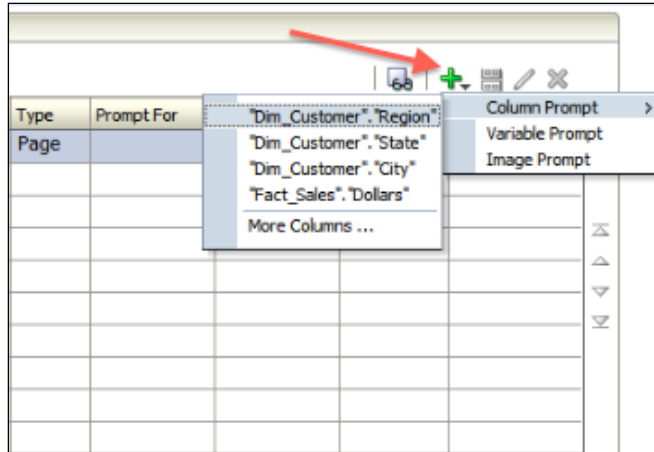 Type
Prompt For
Page
"Dim_Customer"."Region"
"Dim_Customer"."State"
"Dim_Customer"."City"
"Fact_Sales"."Dollars"
More Columns ...
Column Prompt
Variable Prompt
Image Prompt